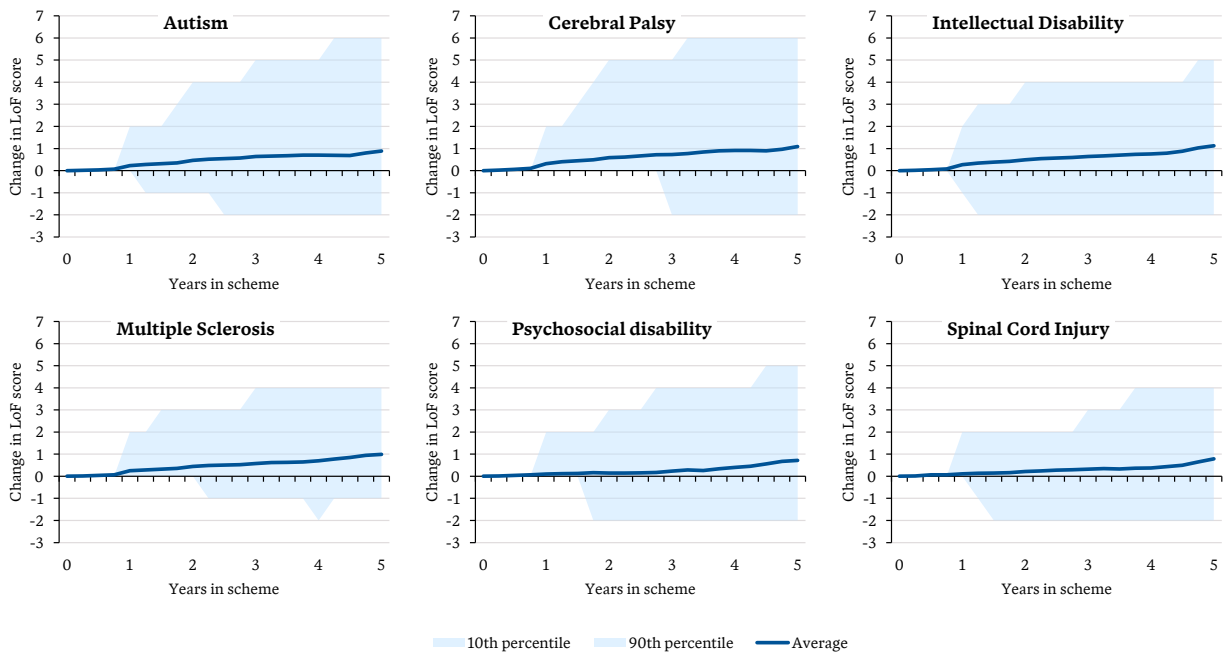 Autism
Change in LoF score
7
6
5
4
3
2
1
0
-1
-2
-3
0 1 2 3 4 5
Years in scheme
Cerebral Palsy
Change in LoF score
7
6
5
4
3
2
1
0
-1
-2
-3
0 1 2 3 4 5
Years in scheme
Intellectual Disability
Change in LoF score
7
6
5
4
3
2
1
0
-1
-2
-3
0 1 2 3 4 5
Years in scheme
Multiple Sclerosis
Change in LoF score
7
6
5
4
3
2
1
0
-1
-2
-3
0 1 2 3 4 5
Years in scheme
Psychosocial disability
Change in LoF score
7
6
5
4
3
2
1
0
-1
-2
-3
0 1 2 3 4 5
Years in scheme
Spinal Cord Injury
Change in LoF score
7
6
5
4
3
2
1
0
-1
-2
-3
0 1 2 3 4 5
Years in scheme
10th percentile 90th percentile Average